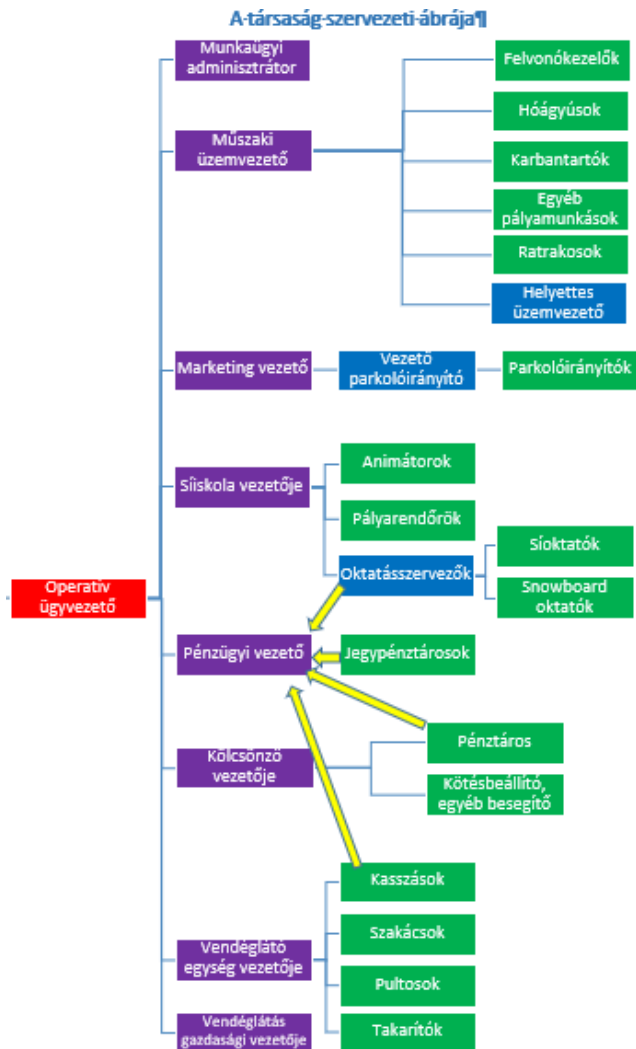 A társaság szervezeti ábrája¶
Munkaügyi
adminisztrátor
Felvonókezelők
Hóágyúsok
Műszaki
üzemvezető
Karbantartók
Egyéb
pályamunkások
Ratrakosok
Helyettes
üzemvezető
Marketing vezető
Vezető
parkolóirányító
Parkolóirányítók
Síiskola vezetője
Animátorok
Pályarendőrök
Oktatásszervezők
Síoktatók
Snowboard
oktatók
Operatív
ügyvezető
Pénzügyi vezető
Jegypénztárosok
Kölcsönző
vezetője
Pénztáros
Kötésbeállító,
egyéb besegítő
Kasszások
Szakácsok
Vendéglátó
egység vezetője
Pultosok
Vendéglátás
gazdasági vezetője
Takarítók